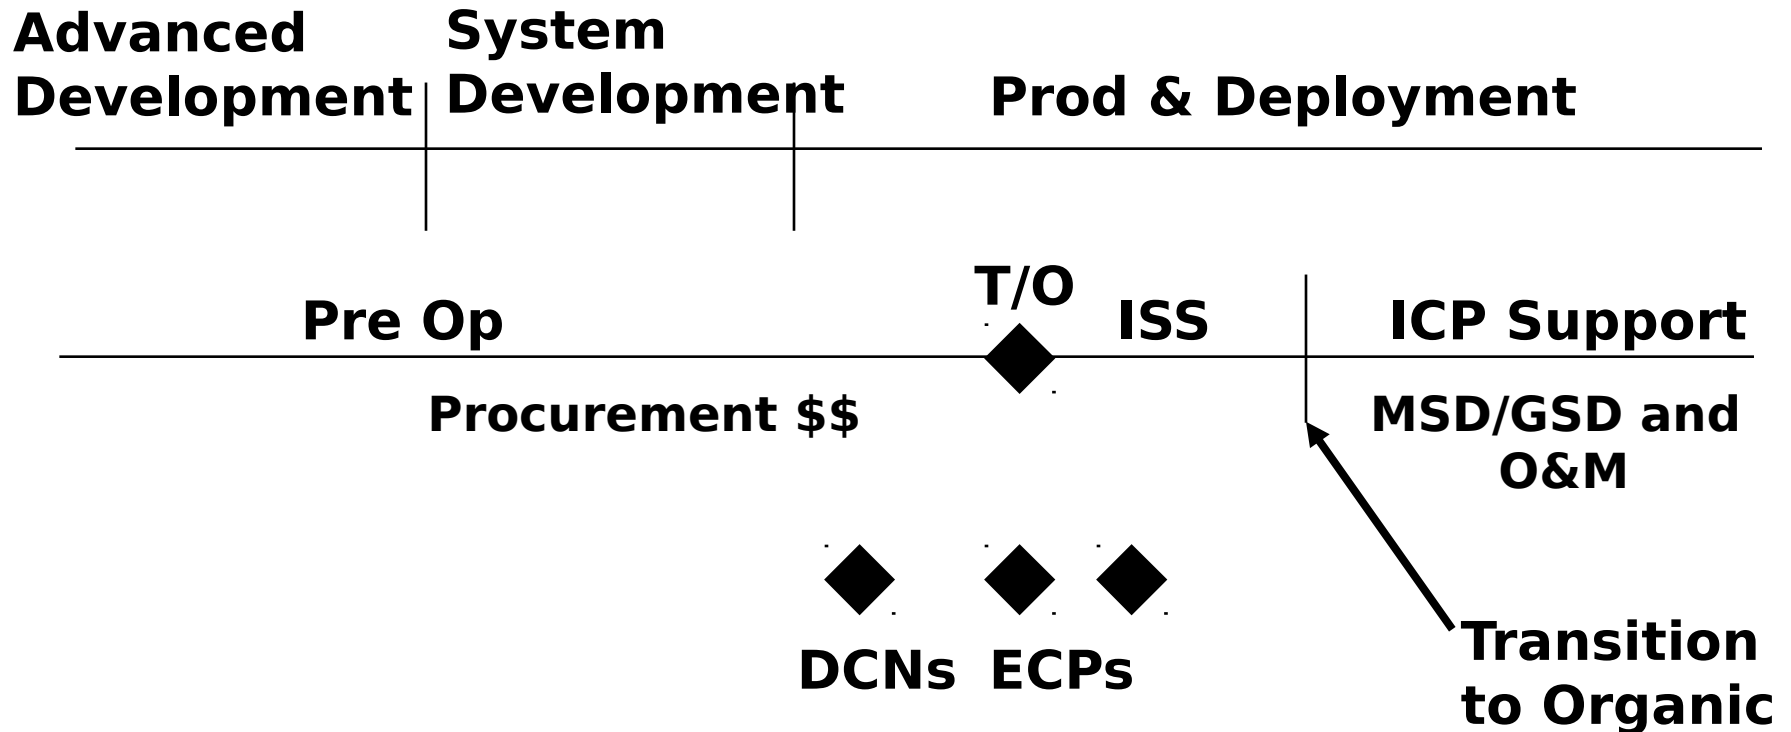 Advanced
Development
System
Development
Prod & Deployment
T/O
Pre Op
ISS
ICP Support
Procurement $$
MSD/GSD and
O&M
DCNs
ECPs
Transition
to Organic